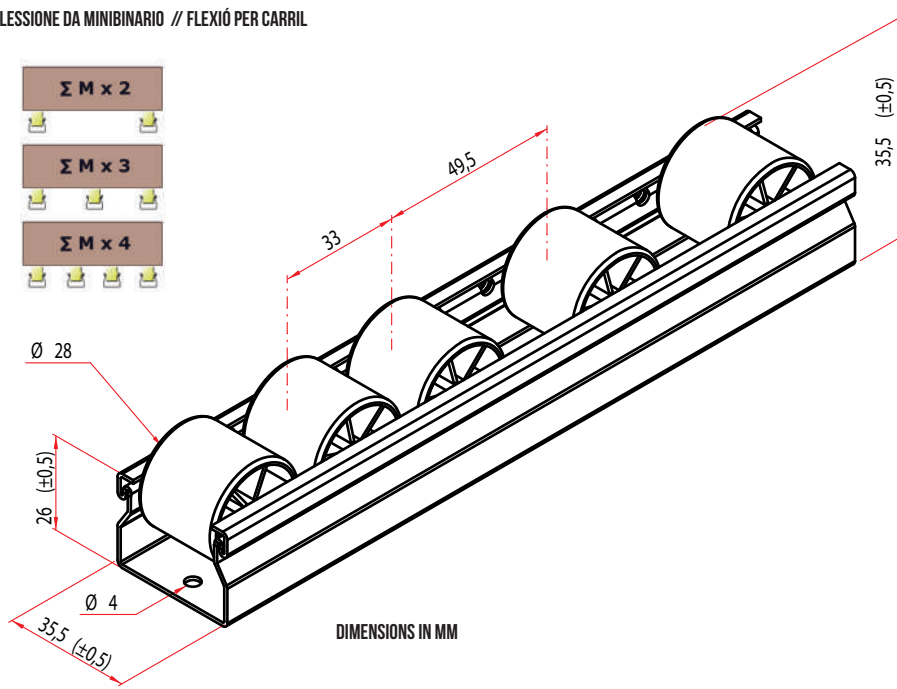 LESSIONE DA MINIBINARIO // FLEXIÓ PER CARRIL
Σ M x 2
Σ M x 3
Σ M x 4
35,5 (±0,5)
49,5
33
Ø 28
26 (±0,5)
Ø 4
35,5 (±0,5)
DIMENSIONS IN MM